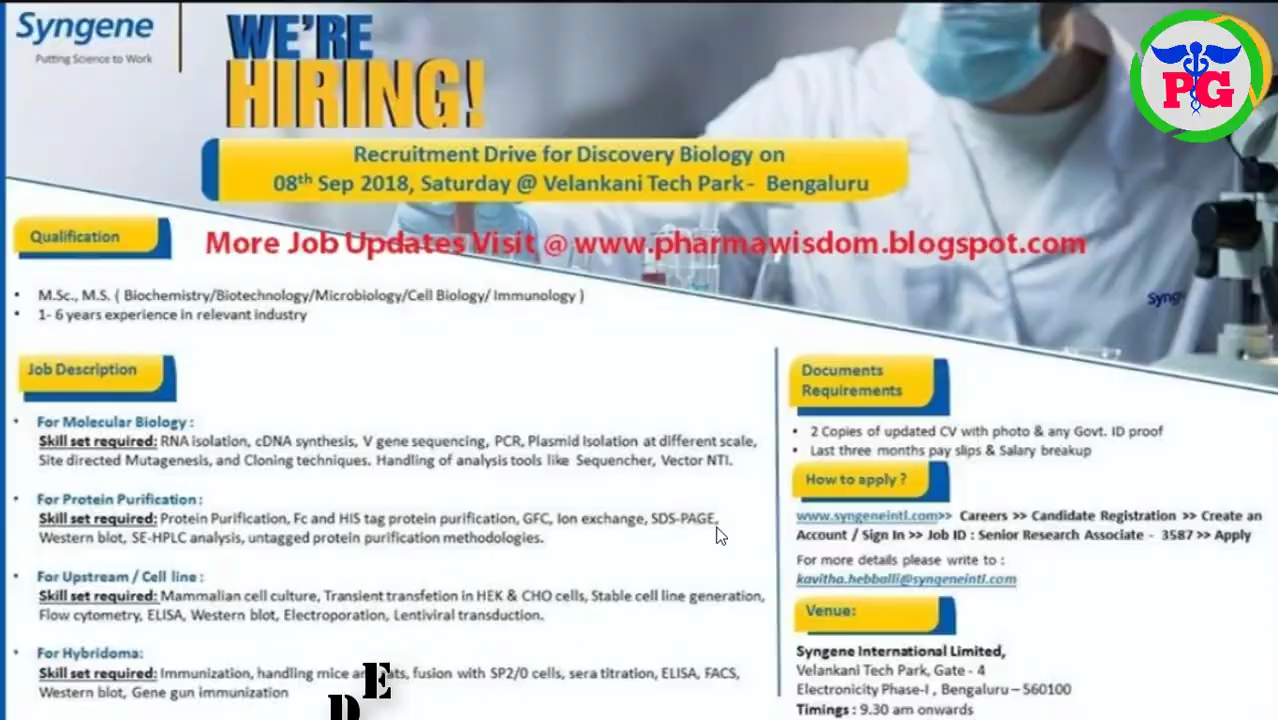 Syngene
Putting Science to Work
WE'RE
HIRING!
PG
Recruitment Drive for Discovery Biology on
08th Sep 2018, Saturday @ Velankani Tech Park - Bengaluru
Qualification
More Job Updates Visit @ www.pharmawisdom.blogspot.com
• M.Sc., M.S. ( Biochemistry/Biotechnology/Microbiology/Cell Biology/ Immunology )
• 1- 6 years experience in relevant industry
Job Description
• For Molecular Biology :
Skill set required: RNA isolation, cDNA synthesis, V gene sequencing, PCR, Plasmid Isolation at different scale,
Site directed Mutagenesis, and Cloning techniques. Handling of analysis tools like Sequencher, Vector NTI.
• For Protein Purification :
Skill set required: Protein Purification, Fc and HIS tag protein purification, GFC, Ion exchange, SDS-PAGE,
Western blot, SE-HPLC analysis, untagged protein purification methodologies.
• For Upstream / Cell line :
Skill set required: Mammalian cell culture, Transient transfetion in HEK & CHO cells, Stable cell line generation,
Flow cytometry, ELISA, Western blot, Electroporation, Lentiviral transduction.
• For Hybridoma:
Skill set required: Immunization, handling mice, fusion with SP2/0 cells, sera titration, ELISA, FACS,
Western blot, Gene gun immunization
E
D
Documents
Requirements
• 2 Copies of updated CV with photo & any Govt. ID proof
• Last three months pay slips & Salary breakup
How to apply ?
www.syngeneintl.com>> Careers >> Candidate Registration >> Create an
Account / Sign In >> Job ID : Senior Research Associate - 3587 >> Apply
For more details please write to :
kavitha.hebballi@syngeneintl.com
Venue:
Syngene International Limited,
Velankani Tech Park, Gate - 4
Electronicity Phase-I , Bengaluru – 560100
Timings : 9.30 am onwards